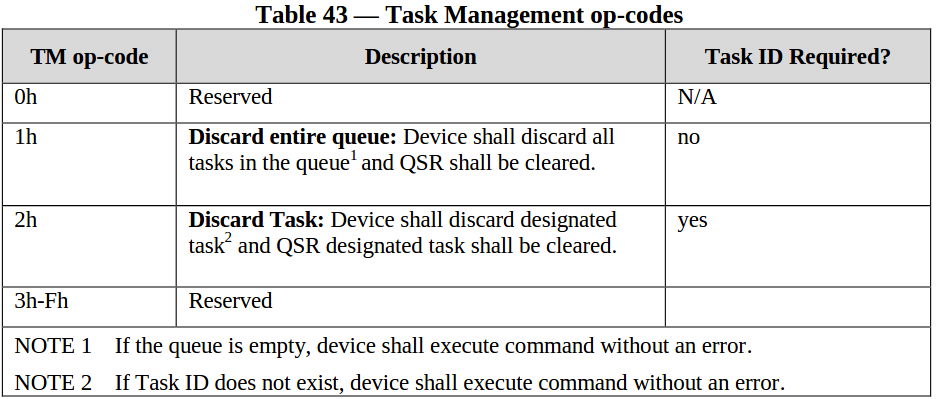 Table 43 — Task Management op-codes
TM op-code Description Task ID Required?
0h Reserved N/A
1h Discard entire queue: Device shall discard all no
tasks in the queue1 and QSR shall be cleared.
2h Discard Task: Device shall discard designated yes
task2 and QSR designated task shall be cleared.
3h-Fh Reserved
NOTE 1 If the queue is empty, device shall execute command without an error.
NOTE 2 If Task ID does not exist, device shall execute command without an error.